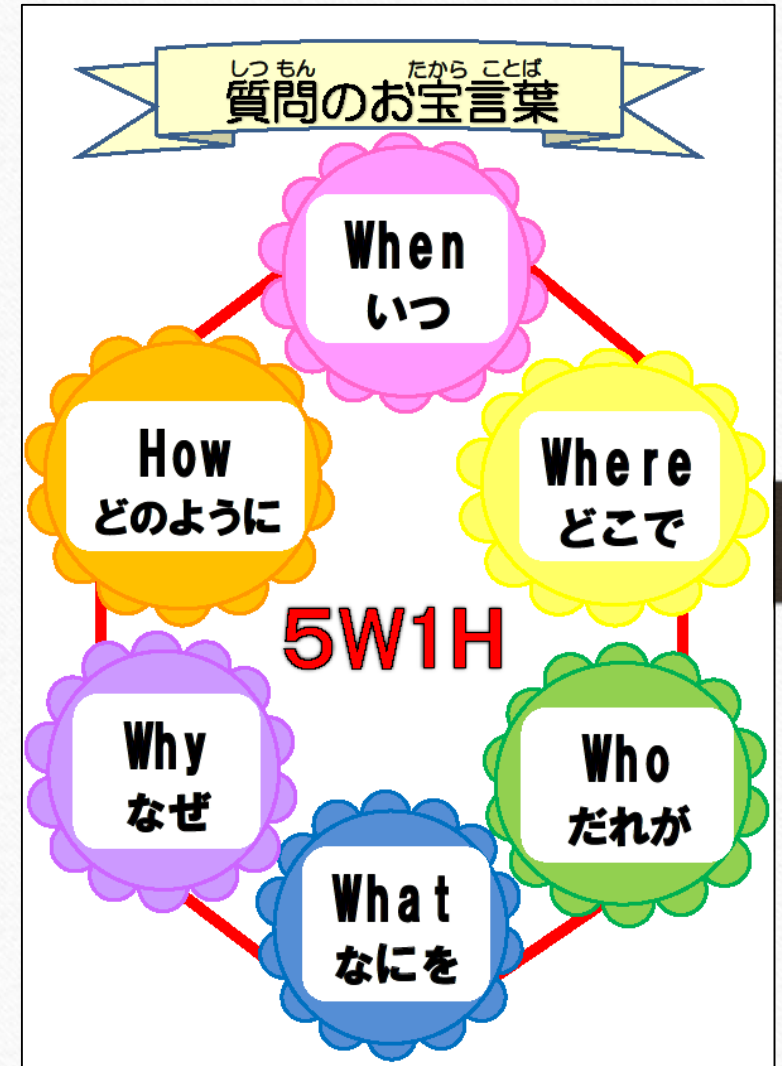 しつもん たからことば
質問のお宝言葉
When
いつ
Where
どこで
Who
だれが
What
なにを
Why
なぜ
How
どのように
5W1H